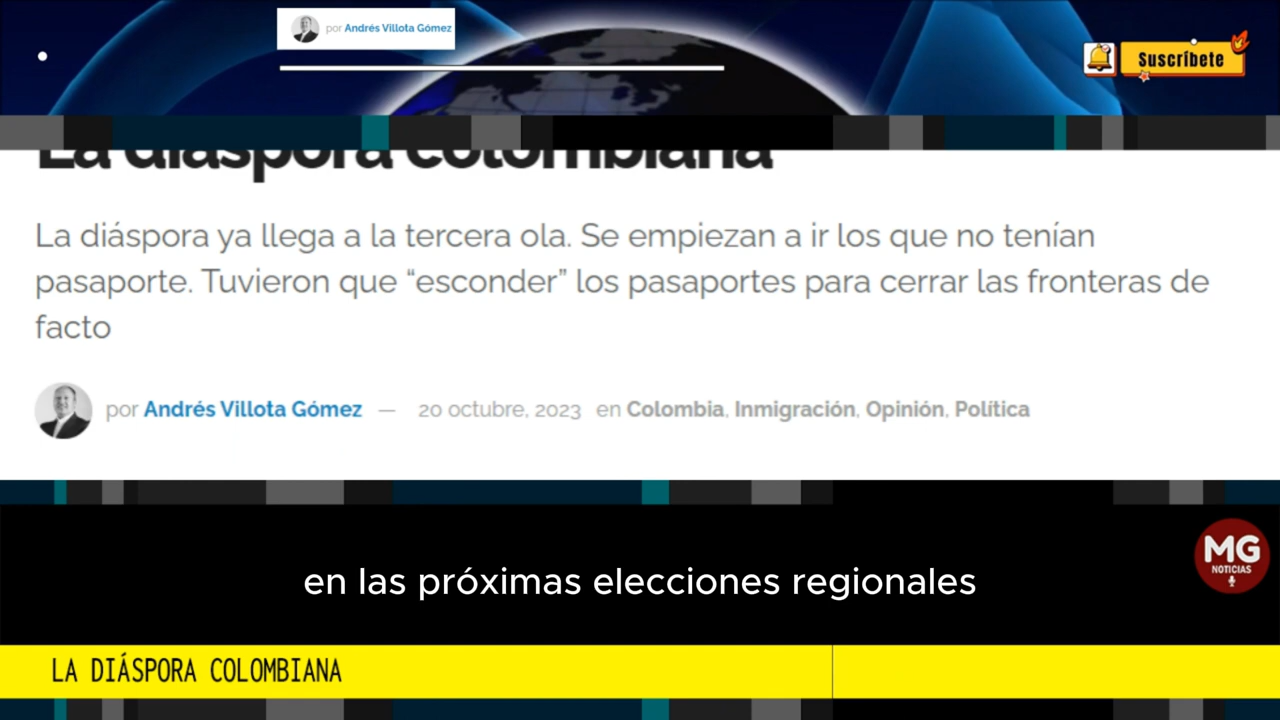 por Andrés Villota Gómez
Suscríbete
La diáspora colombiana
La diáspora ya llega a la tercera ola. Se empiezan a ir los que no tenían
pasaporte. Tuvieron que “esconder” los pasaportes para cerrar las fronteras de
facto
por Andrés Villota Gómez — 20 octubre, 2023 en Colombia, Inmigración, Opinión, Política
en las próximas elecciones regionales
MG
NOTICIAS
LA DIÁSPORA COLOMBIANA